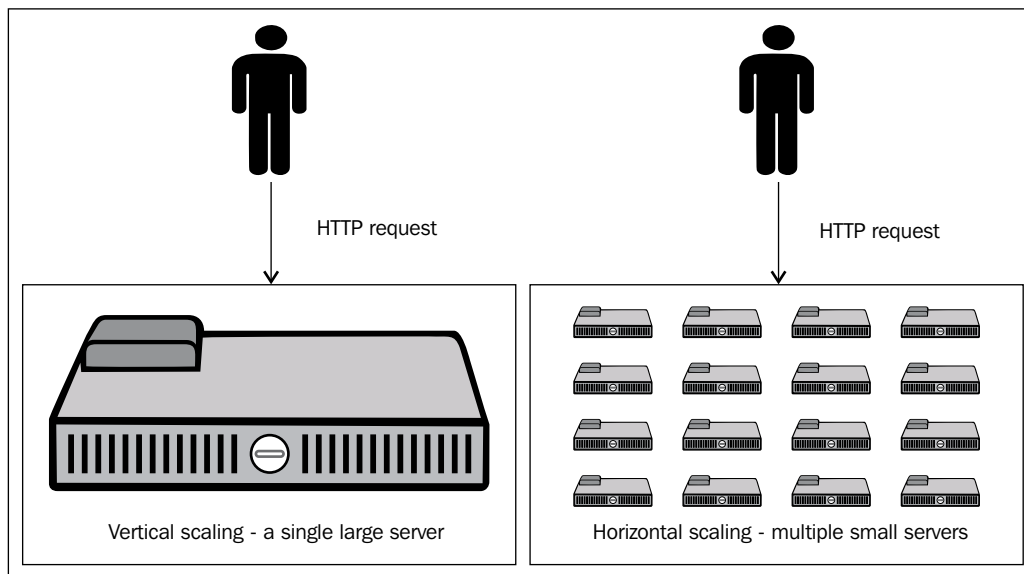 HTTP request
HTTP request
Vertical scaling - a single large server
Horizontal scaling - multiple small servers